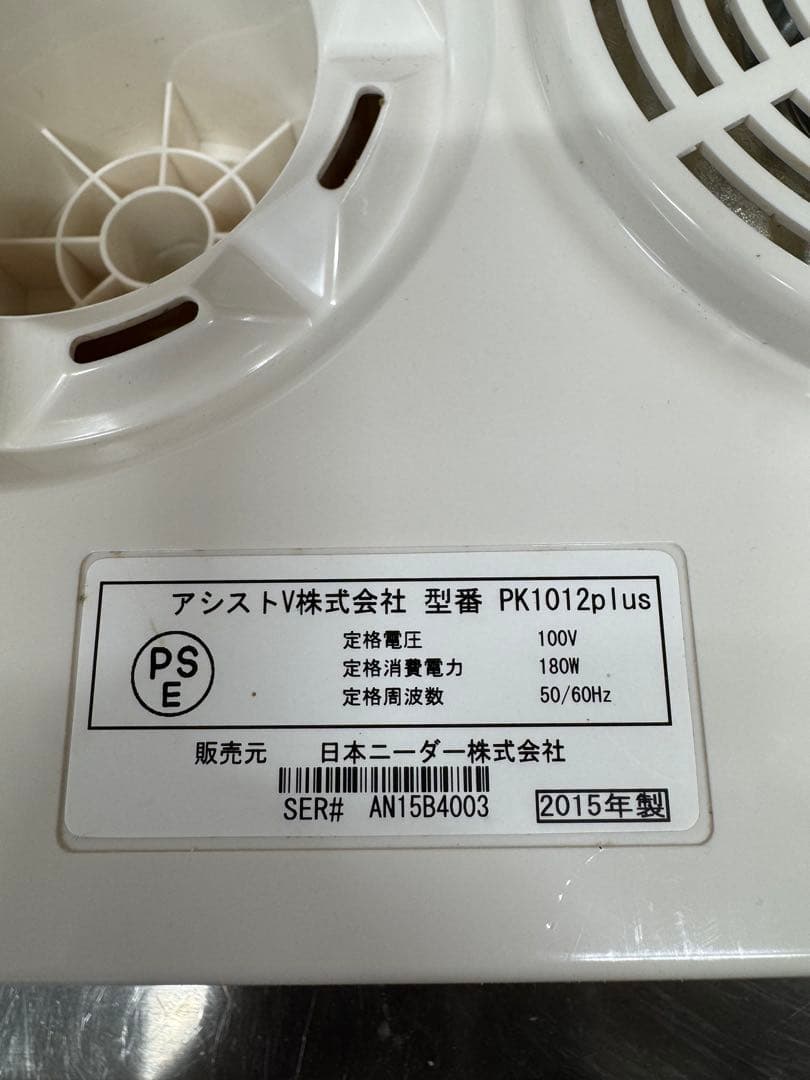 アシストV株式会社 型番 PK1012plus
PSE
定格電圧 100V
定格消費電力 180W
定格周波数 50/60Hz
販売元 日本ニーダー株式会社
SER# AN15B4003
2015年製